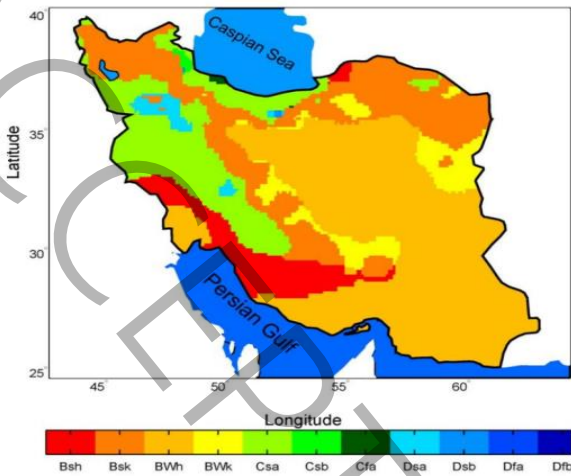 40
Caspian Sea
35
Latitude
30
Persian Gulf
25
45 50 55 60
Longitude
Bsh Bsk BWh BWk Csa Csb Cfa Dsa Dsb Dfa